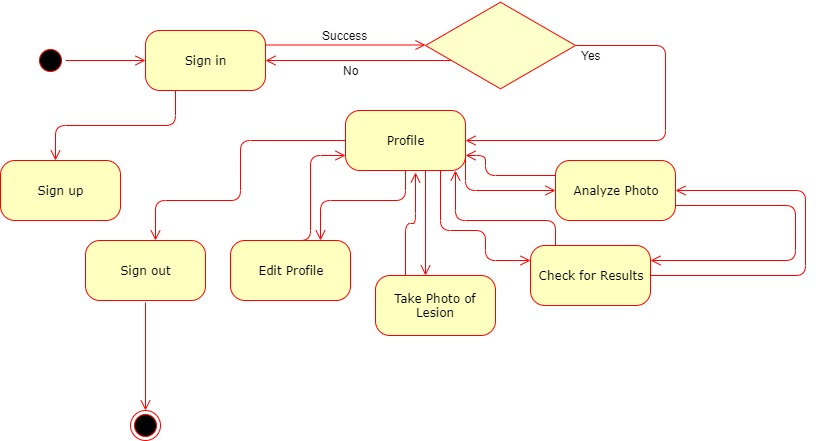 Success
Sign in
No
Yes
Profile
Sign up
Analyze Photo
Sign out
Edit Profile
Check for Results
Take Photo of
Lesion